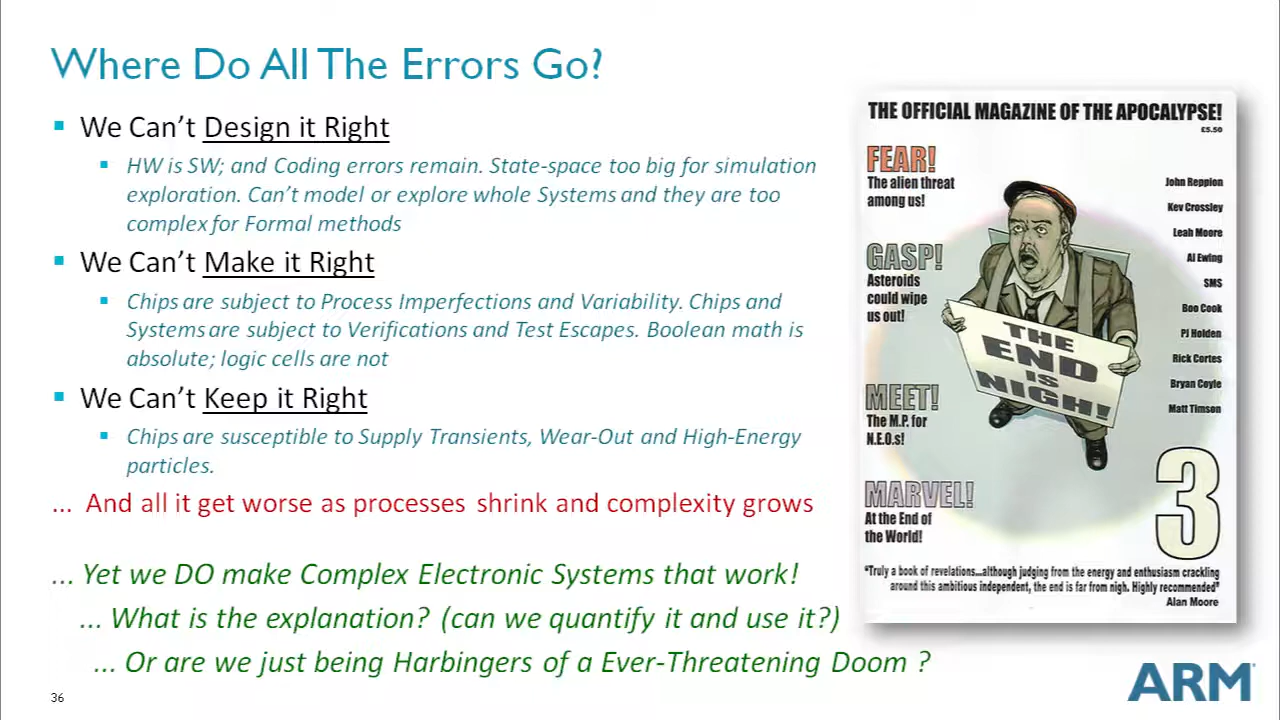 Where Do All The Errors Go?
We Can't Design it Right
HW is SW; and Coding errors remain. State-space too big for simulation
exploration. Can't model or explore whole Systems and they are too
complex for Formal methods
We Can't Make it Right
Chips are subject to Process Imperfections and Variability. Chips and
Systems are subject to Verifications and Test Escapes. Boolean math is
absolute; logic cells are not
We Can't Keep it Right
Chips are susceptible to Supply Transients, Wear-Out and High-Energy
particles.
... And all it get worse as processes shrink and complexity grows
... Yet we DO make Complex Electronic Systems that work!
... What is the explanation? (can we quantify it and use it?)
... Or are we just being Harbingers of a Ever-Threatening Doom ?
36
THE OFFICIAL MAGAZINE OF THE APOCALYPSE!
£5.50
FEAR!
The alien threat
among us!
GASP!
Asteroids
could wipe
us out!
MEET!
The M.P. for
N.E.O.s!
MARVEL!
At the End of
the World!
John Reppion
Kev Crossley
Leah Moore
Al Ewing
SMS
Boo Cook
PJ Holden
Rick Cortes
Bryan Coyle
Matt Timson
THE
END
IS
NIGH!
3
"Truly a book of revelations...although judging from the energy and enthusiasm crackling
around this ambitious independent, the end is far from nigh. Highly recommended"
Alan Moore
ARM